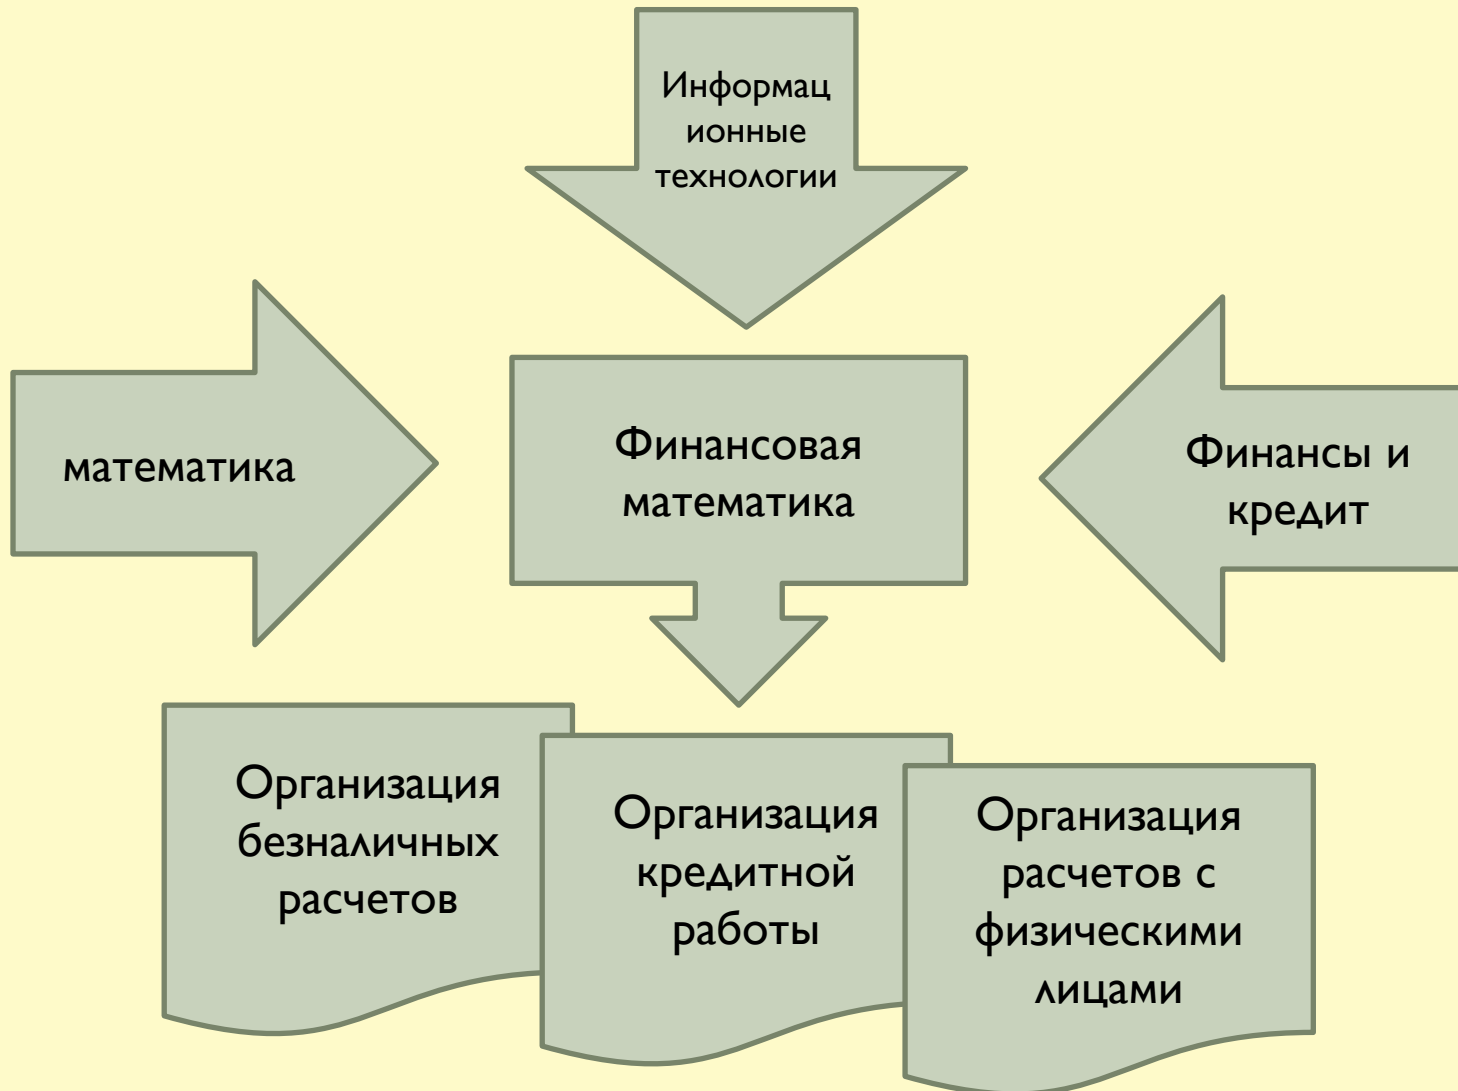 Информац
ионные
технологии
математика
Финансовая
математика
Финансы и
кредит
Организация
безналичных
расчетов
Организация
кредитной
работы
Организация
расчетов с
физическими
лицами